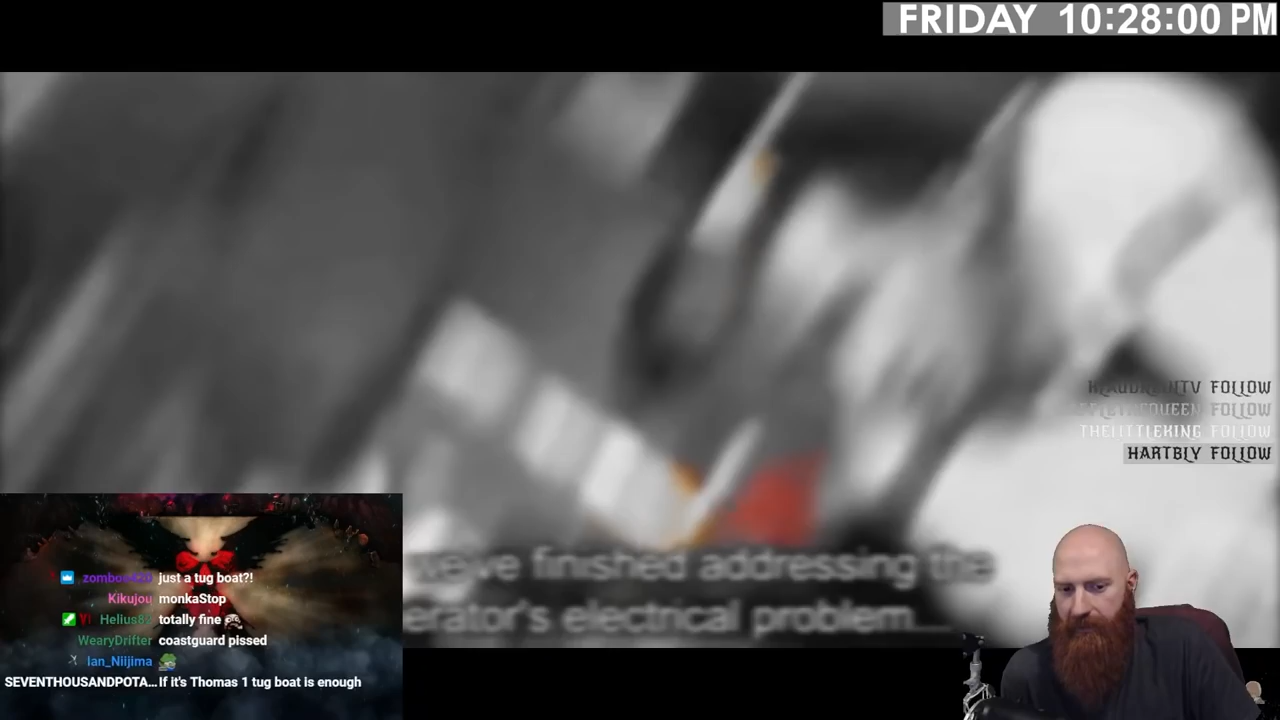 FRIDAY 10:28:00 PM
FOLLOW
FOLLOW
THELITTLEKING FOLLOW
HARTBLY FOLLOW
we've finished addressing the
erator's electrical problem...
just a tug boat?!
Kikujou monkaStop
totally fine
WearyDrifter coastguard pissed
Ian_Niijima
SEVENTHOUSANDPOTA... If it's Thomas 1 tug boat is enough